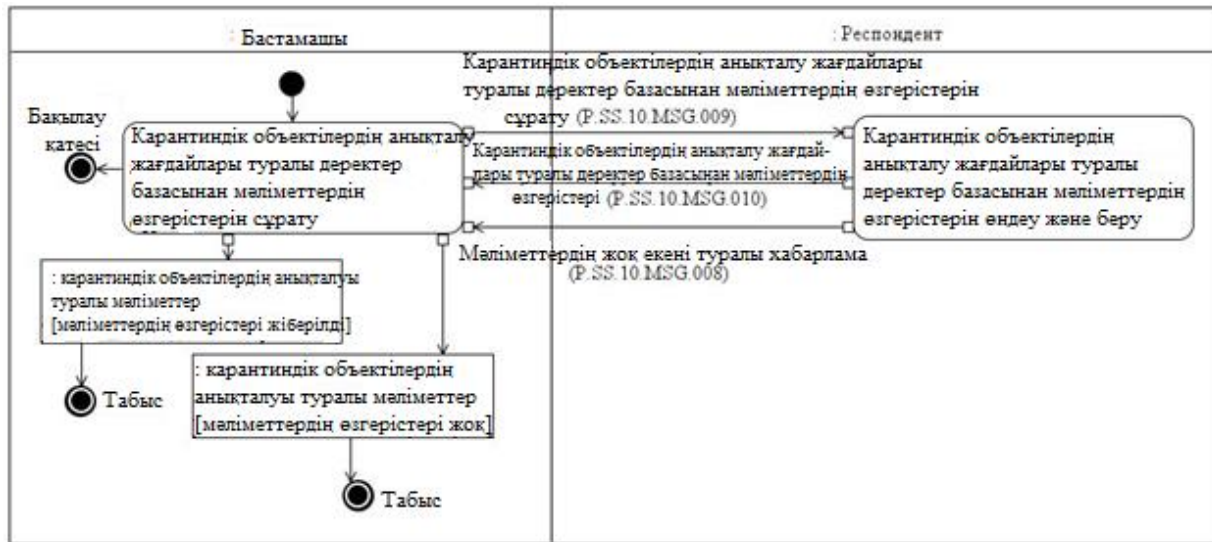 : Бастамашы
: Респондент
Бақылау
қатесі
Карантиндік объектілердің анықталу
жағдайлары туралы деректер
базасынан мәліметтердің
өзгерістерін сұрату
Карантиндік объектілердің анықталу жағдайлары
туралы деректер базасынан мәліметтердің өзгерістерін
сұрату (P.SS.10.MSG.009)
Карантиндік объектілердің анықталу жағдай-
лары туралы деректер базасынан мәліметтердің
өзгерістері (P.SS.10.MSG.010)
Мәліметтердің жоқ екені туралы хабарлама
(P.SS.10.MSG.008)
Карантиндік объектілердің
анықталу жағдайлары туралы
деректер базасынан мәліметтердің
өзгерістерін өңдеу және беру
: карантиндік объектілердің анықталуы
туралы мәліметтер
[мәліметтердің өзгерістері жіберілді]
Табыс
: карантиндік объектілердің
анықталуы туралы мәліметтер
[мәліметтердің өзгерістері жоқ]
Табыс